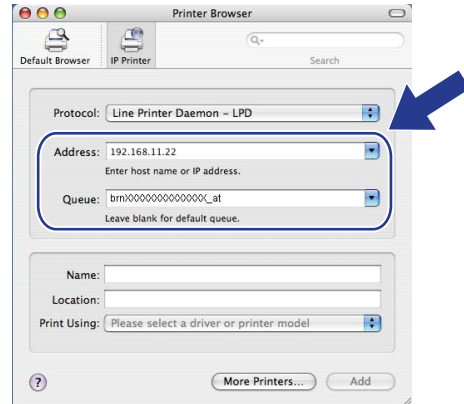 Printer Browser
Default Browser
IP Printer
Search
Protocol: Line Printer Daemon – LPD
Address: 192.168.11.22
Enter host name or IP address.
Queue: brnXXXXXXXXXXXX_at
Leave blank for default queue.
Name:
Location:
Print Using: Please select a driver or printer model
?
More Printers...
Add